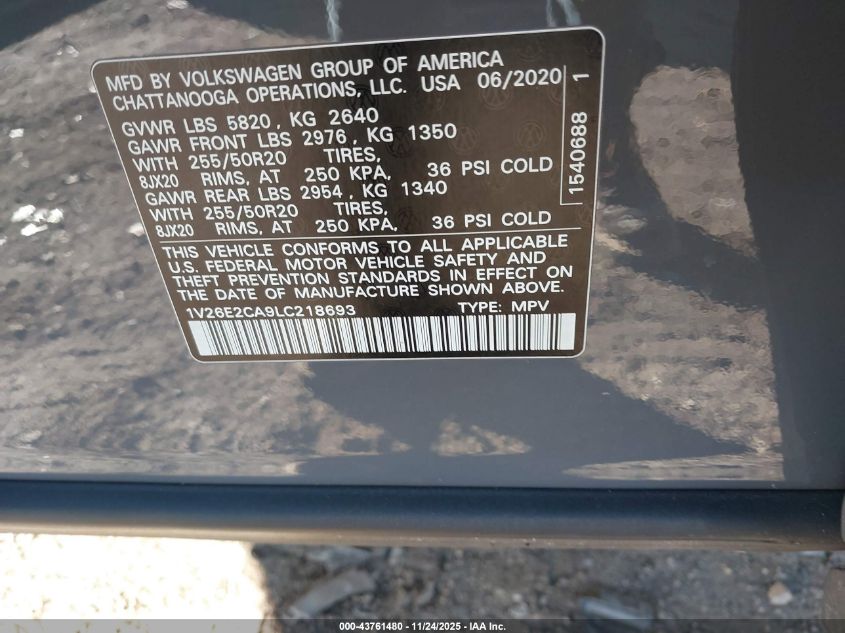 MFD BY VOLKSWAGEN GROUP OF AMERICA
CHATTANOOGA OPERATIONS, LLC. USA 06/2020
GVWR LBS 5820, KG 2640
GAWR FRONT LBS 2976, KG 1350
WITH 255/50R20 TIRES,
8JX20 RIMS, AT 250 KPA, 36 PSI COLD
GAWR REAR LBS 2954, KG 1340
WITH 255/50R20 TIRES,
8JX20 RIMS, AT 250 KPA, 36 PSI COLD
1540688 1
THIS VEHICLE CONFORMS TO ALL APPLICABLE
U.S. FEDERAL MOTOR VEHICLE SAFETY AND
THEFT PREVENTION STANDARDS IN EFFECT ON
THE DATE OF MANUFACTURE SHOWN ABOVE.
1V26E2CA9LC218693 TYPE: MPV
000-43761480 - 11/24/2025 - IAA Inc.